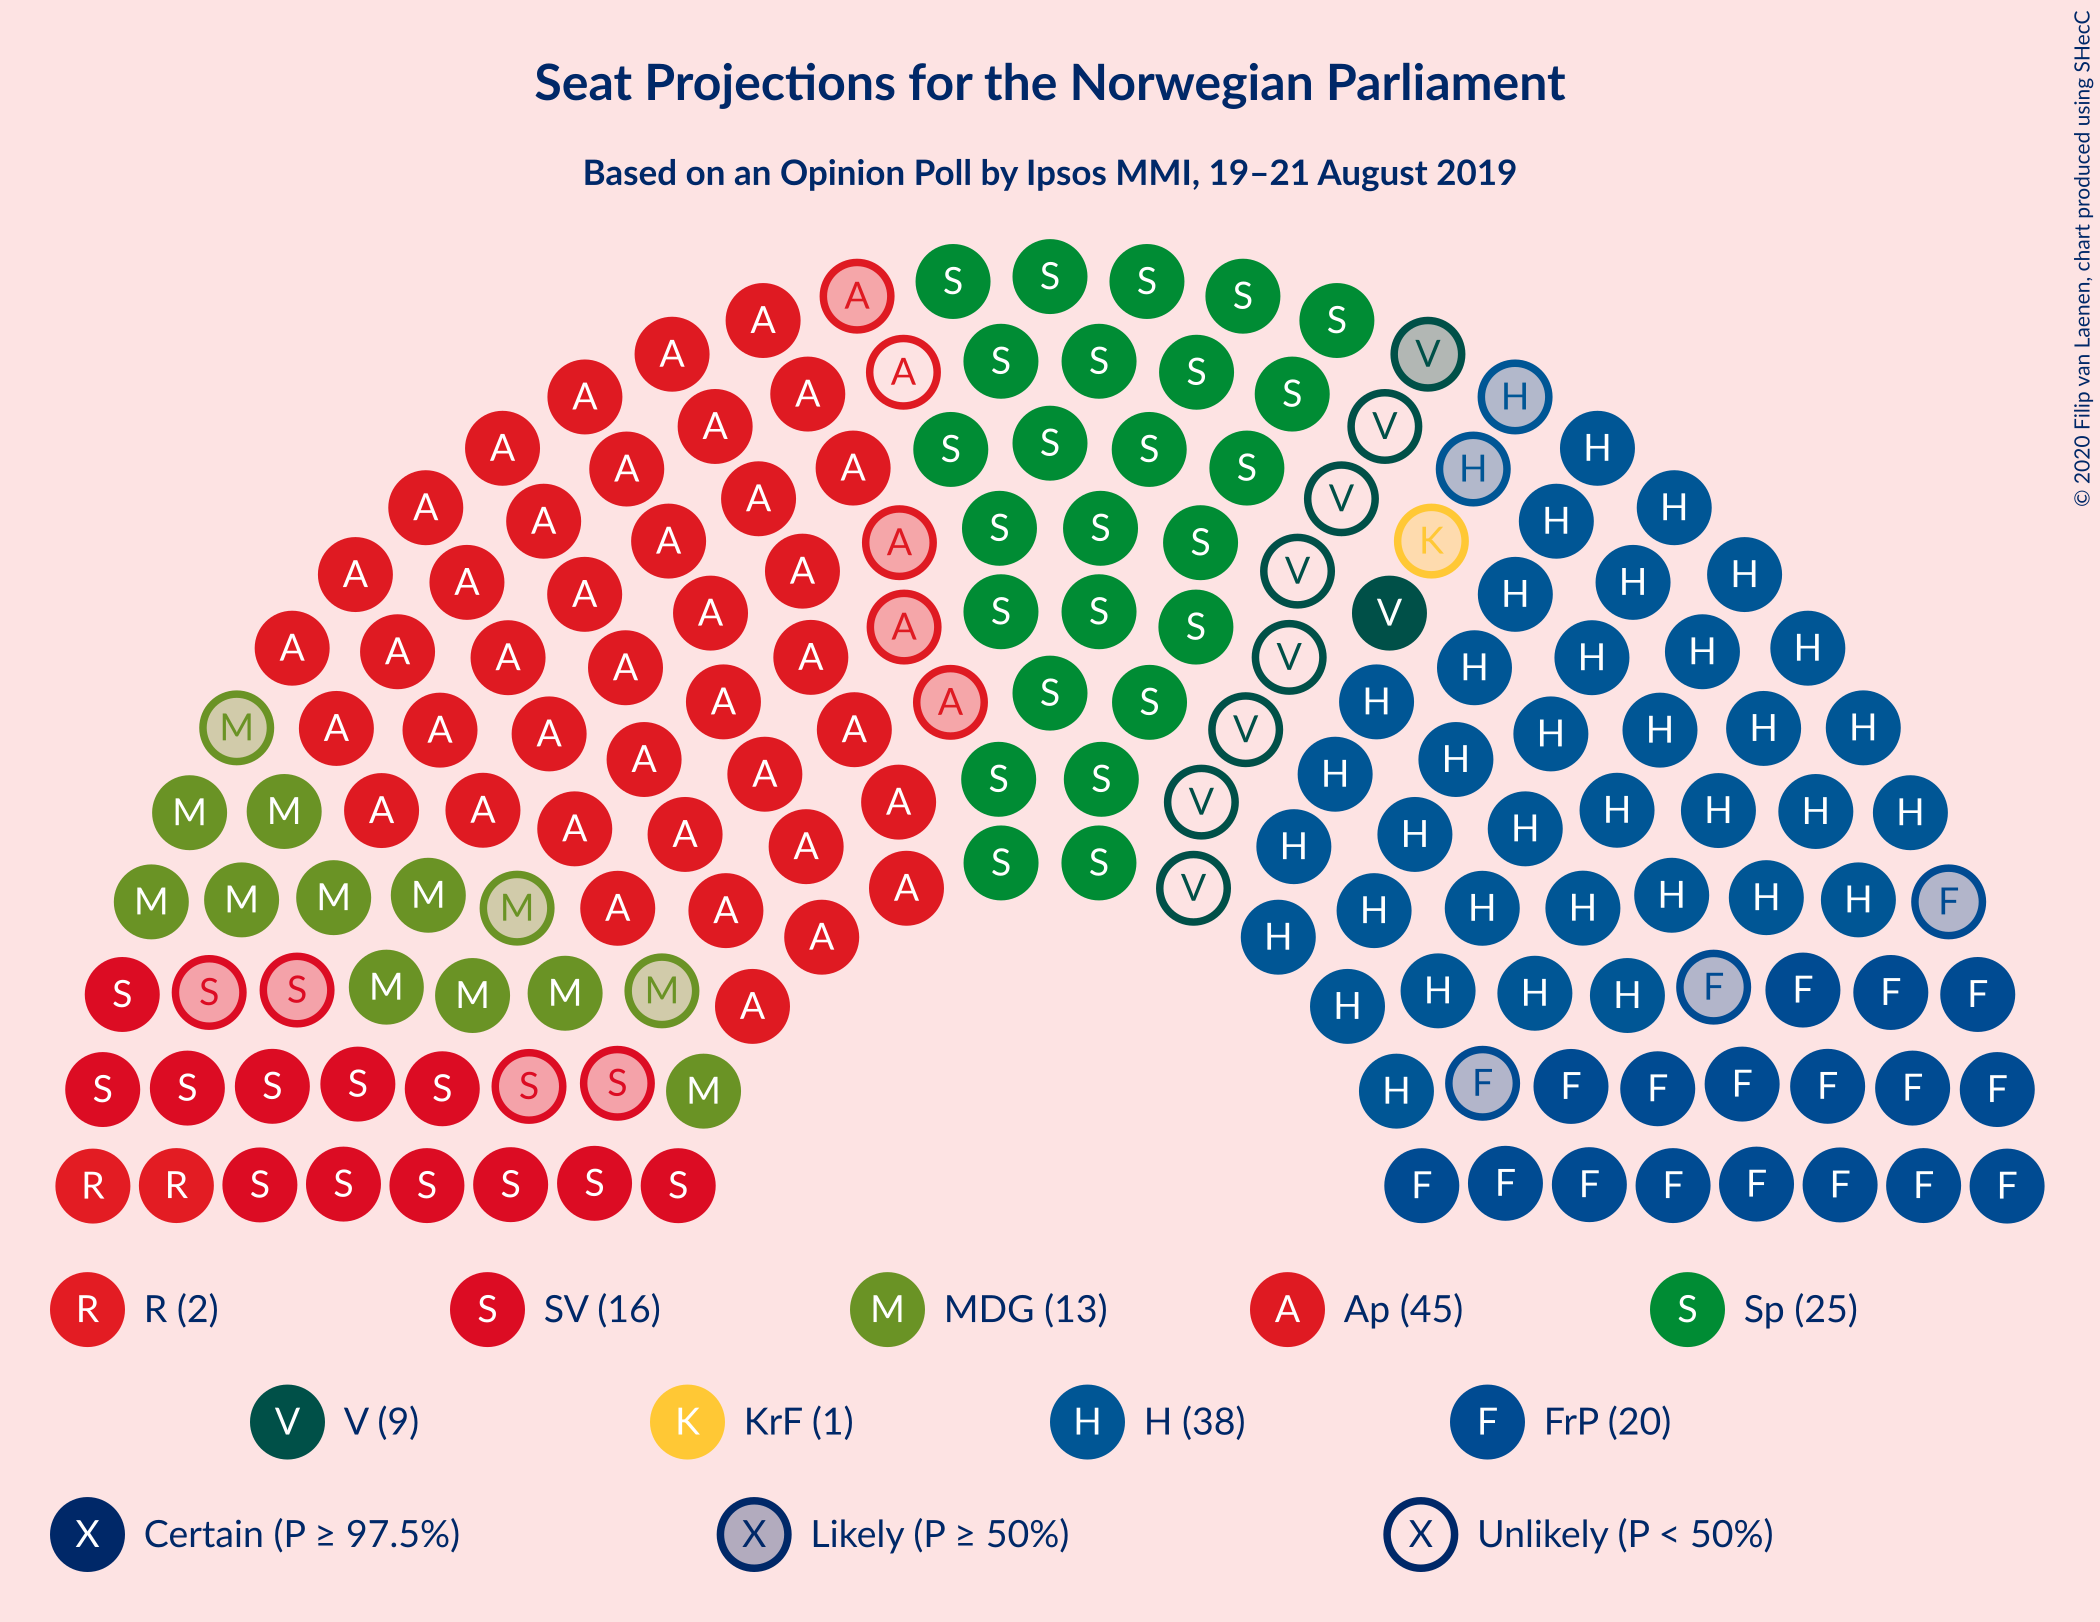 Seat Projections for the Norwegian Parliament
Based on an Opinion Poll by Ipsos MMI, 19–21 August 2019
© 2020 Filip van Laenen, chart produced using SHecC
A S S S S S V
A A S S S S V H H
A A A S S S S V H H
A A A A S S S V K H H
A A A A A S S S V V H H H
A A A A A S S V H H H H
M A A A A A A S S V H H H H H
M M A A A A A A S S V H H H H H H H
M M M M M A A A A H H H H H H H F
S S S M M M M A H H H H F F F F
S S S S S S S M H F F F F F F F
R R S S S S S S F F F F F F F F
R R (2) S SV (16) M MDG (13) A Ap (45) S Sp (25)
V V (9) K KrF (1) H H (38) F FrP (20)
X Certain (P ≥ 97.5%) X Likely (P ≥ 50%) X Unlikely (P < 50%)